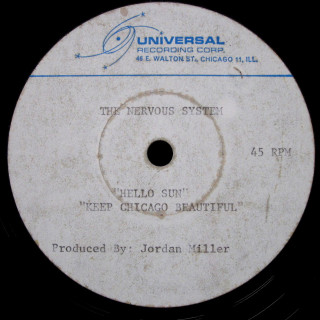 UNIVERSAL
RECORDING CORP.
46 E. WALTON ST., CHICAGO 11, ILL.
THE NERVOUS SYSTEM
45 RPM
"HELLO SUN"
"KEEP CHICAGO BEAUTIFUL"
Produced By: Jordan Miller